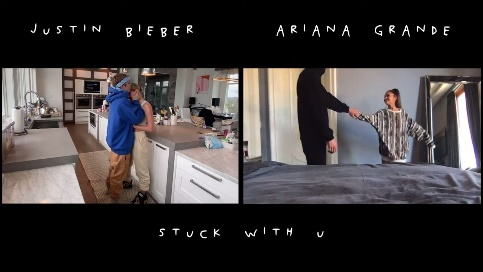 JUSTIN BIEBER
ARIANA GRANDE
STUCK WITH U